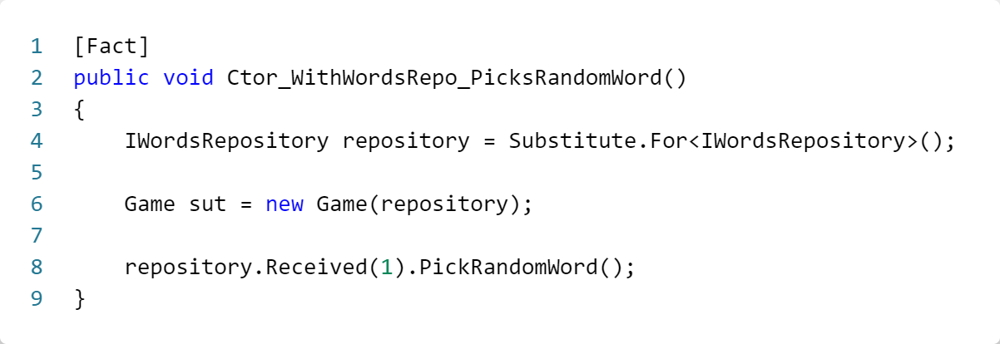 1 [Fact]
2 public void Ctor_WithWordsRepo_PicksRandomWord()
3 {
4     IWordsRepository repository = Substitute.For<IWordsRepository>();
5
6     Game sut = new Game(repository);
7
8     repository.Received(1).PickRandomWord();
9 }